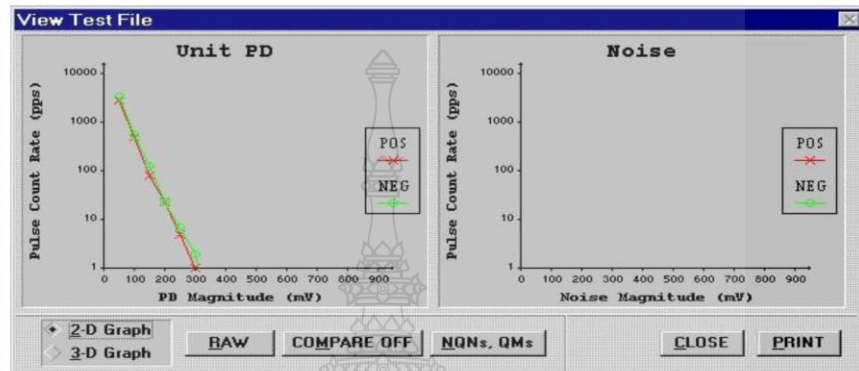 View Test File
Unit PD
Pulse Count Rate (pps)
10000
1000
100
10
1
0 100 200 300 400 500 600 700 800 900
PD Magnitude (mV)
POS
NEG
Noise
Pulse Count Rate (pps)
10000
1000
100
10
1
0 100 200 300 400 500 600 700 800 900
Noise Magnitude (mV)
POS
NEG
2-D Graph
3-D Graph
RAW
COMPARE OFF
NQNs, QMs
CLOSE
PRINT